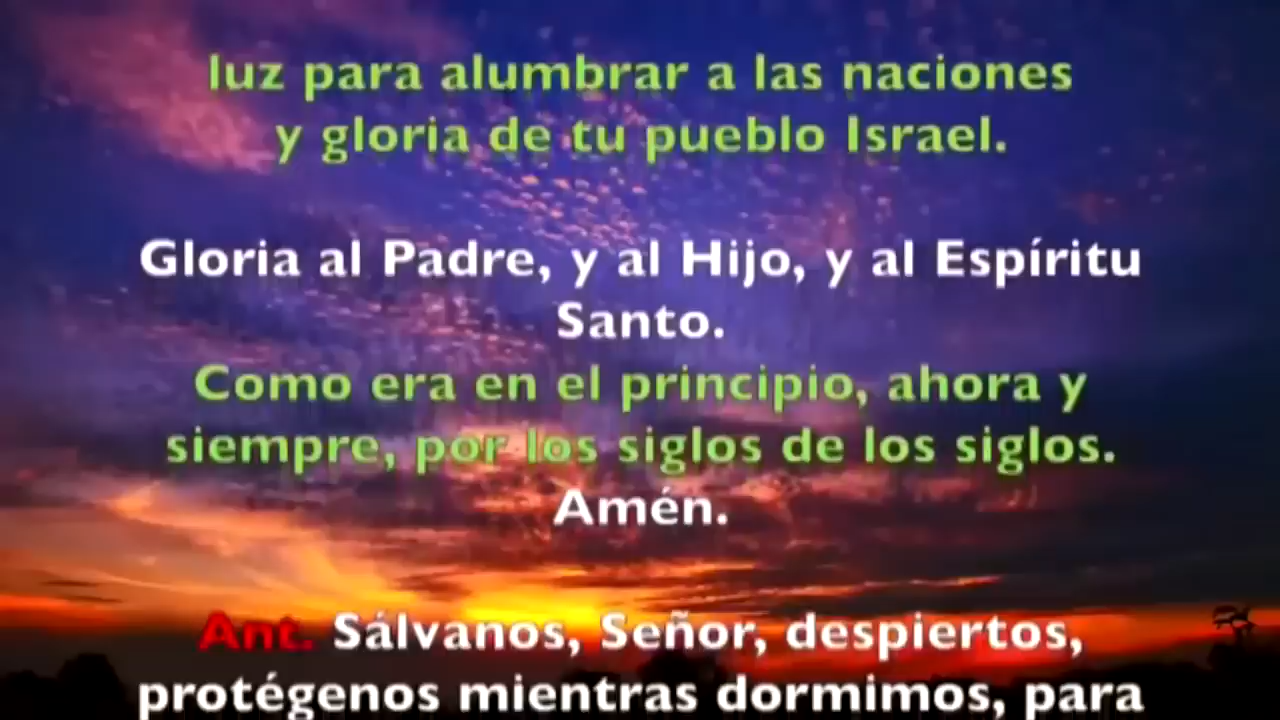 luz para alumbrar a las naciones
y gloria de tu pueblo Israel.
Gloria al Padre, y al Hijo, y al Espíritu
Santo.
Como era en el principio, ahora y
siempre, por los siglos de los siglos.
Amén.
Ant. Sálvanos, Señor, despiertos,
protégenos mientras dormimos, para